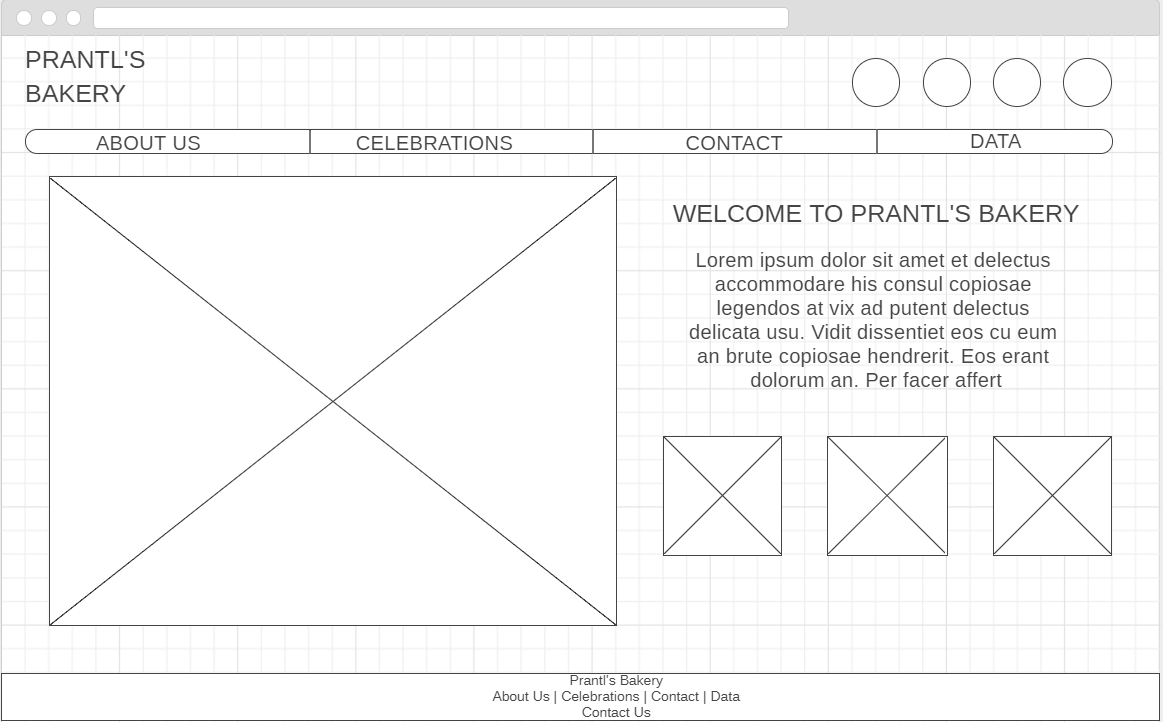 PRANTL'S
BAKERY
ABOUT US
CELEBRATIONS
CONTACT
DATA
WELCOME TO PRANTL'S BAKERY
Lorem ipsum dolor sit amet et delectus
accommodare his consul copiosae
legendos at vix ad putent delectus
delicata usu. Vidit dissentiet eos cu eum
an brute copiosae hendrerit. Eos erant
dolorum an. Per facer affert
Prantl's Bakery
About Us | Celebrations | Contact | Data
Contact Us